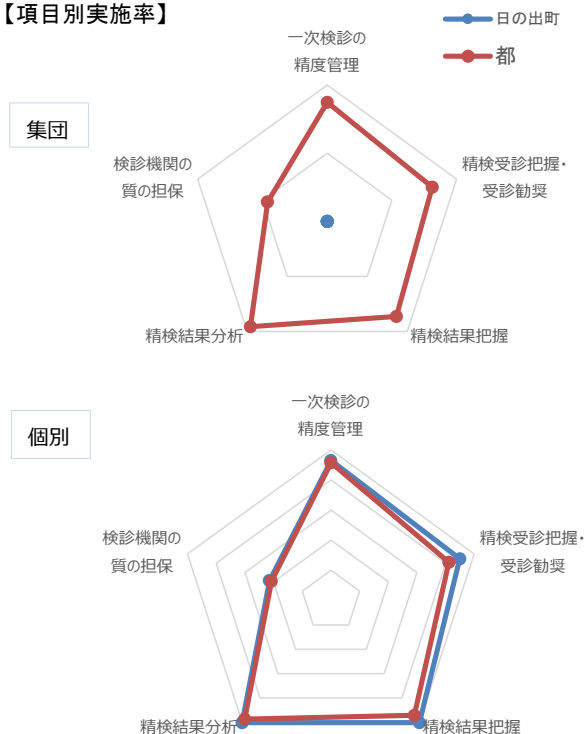 【項目別実施率】
日の出町
都
集団
一次検診の
精度管理
精検受診把握・
受診勧奨
精検結果把握
精検結果分析
検診機関の
質の担保
個別
一次検診の
精度管理
精検受診把握・
受診勧奨
精検結果把握
精検結果分析
検診機関の
質の担保